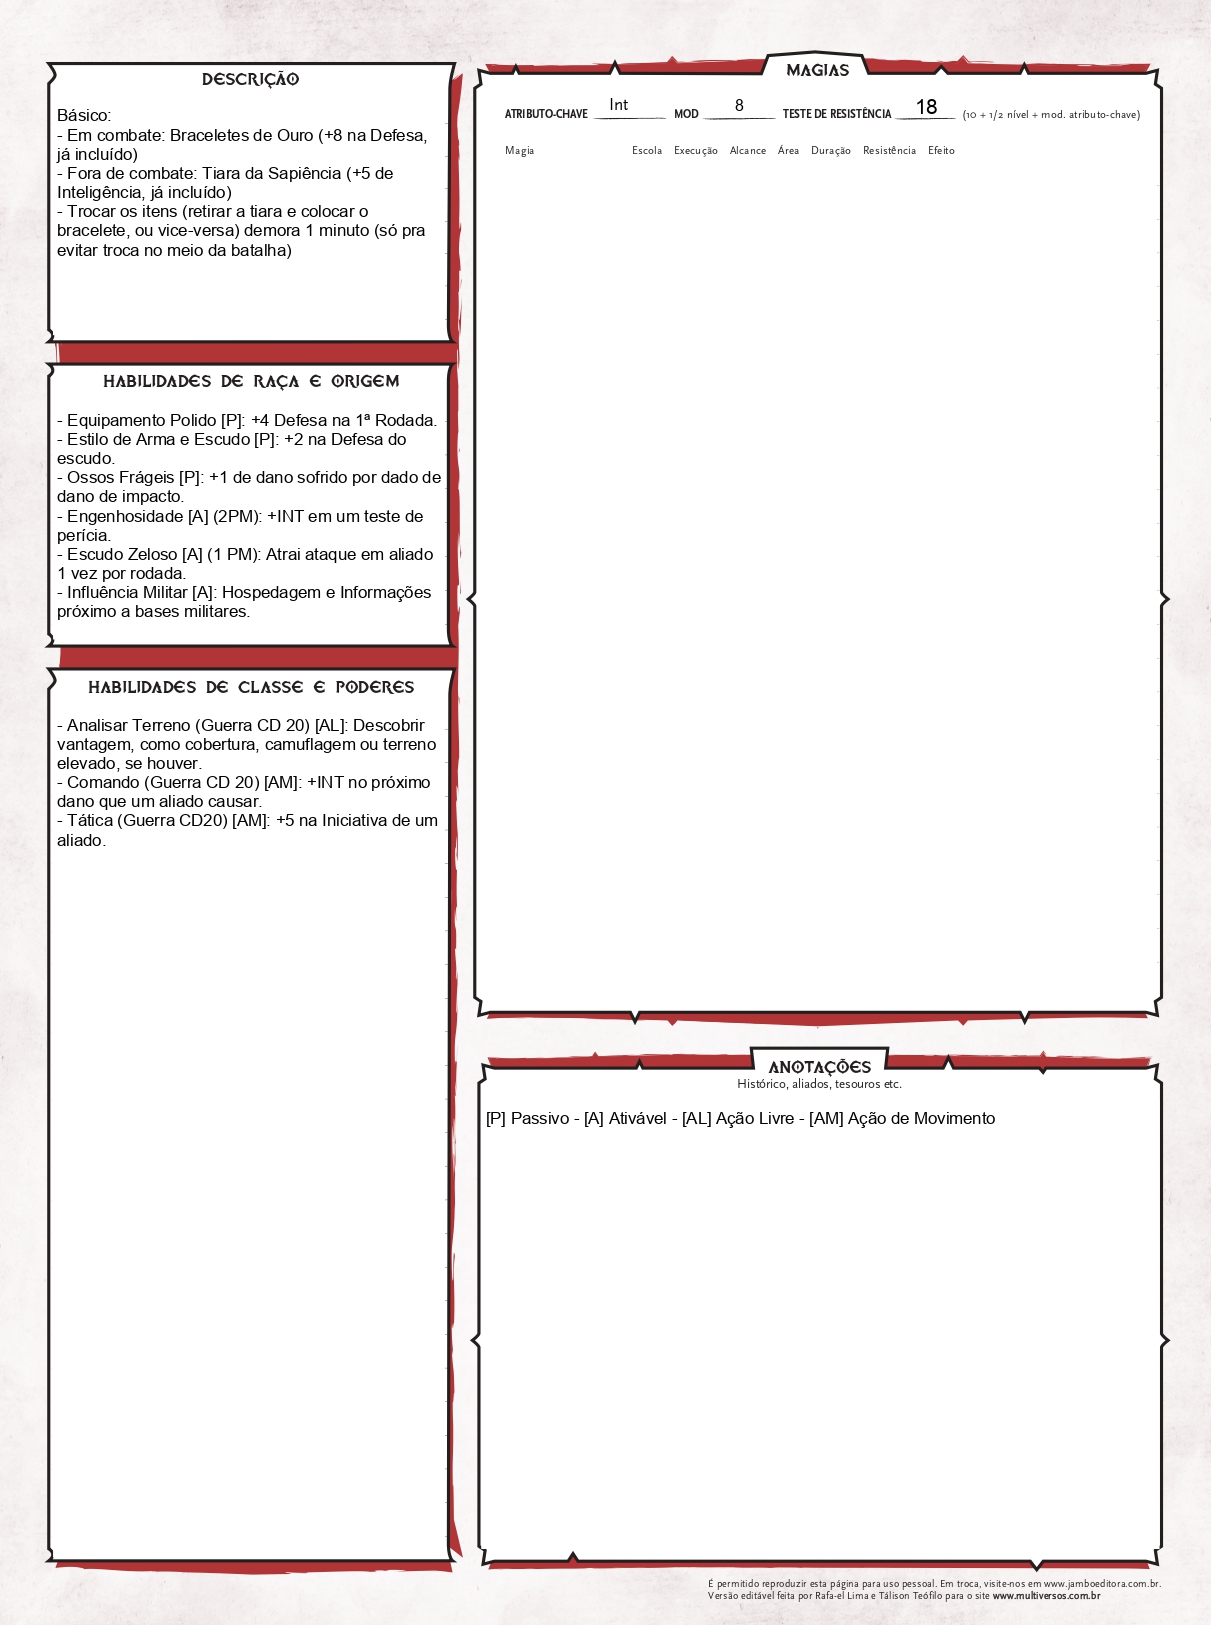 DESCRIÇÃO
Básico:
- Em combate: Braceletes de Ouro (+8 na Defesa,
já incluído)
- Fora de combate: Tiara da Sapiência (+5 de
Inteligência, já incluído)
- Trocar os itens (retirar a tiara e colocar o
bracelete, ou vice-versa) demora 1 minuto (só pra
evitar troca no meio da batalha)
HABILIDADES DE RAÇA E ORIGEM
- Equipamento Polido [P]: +4 Defesa na 1ª Rodada.
- Estilo de Arma e Escudo [P]: +2 na Defesa do
escudo.
- Ossos Frágeis [P]: +1 de dano sofrido por dado de
dano de impacto.
- Engenhosidade [A] (2PM): +INT em um teste de
perícia.
- Escudo Zeloso [A] (1 PM): Atrai ataque em aliado
1 vez por rodada.
- Influência Militar [A]: Hospedagem e Informações
próximo a bases militares.
HABILIDADES DE CLASSE E PODERES
- Analisar Terreno (Guerra CD 20) [AL]: Descobrir
vantagem, como cobertura, camuflagem ou terreno
elevado, se houver.
- Comando (Guerra CD 20) [AM]: +INT no próximo
dano que um aliado causar.
- Tática (Guerra CD20) [AM]: +5 na Iniciativa de um
aliado.
MAGIAS
ATRIBUTO-CHAVE Int MOD 8 TESTE DE RESISTÊNCIA 18 (10 + 1/2 nível + mod. atributo-chave)
Magia Escola Execução Alcance Área Duração Resistência Efeito
ANOTAÇÕES
Histórico, aliados, tesouros etc.
[P] Passivo - [A] Ativável - [AL] Ação Livre - [AM] Ação de Movimento
É permitido reproduzir esta página para uso pessoal. Em troca, visite-nos em www.jamboeditora.com.br.
Versão editável feita por Rafa-el Lima e Tálison Teófilo para o site www.multiversos.com.br